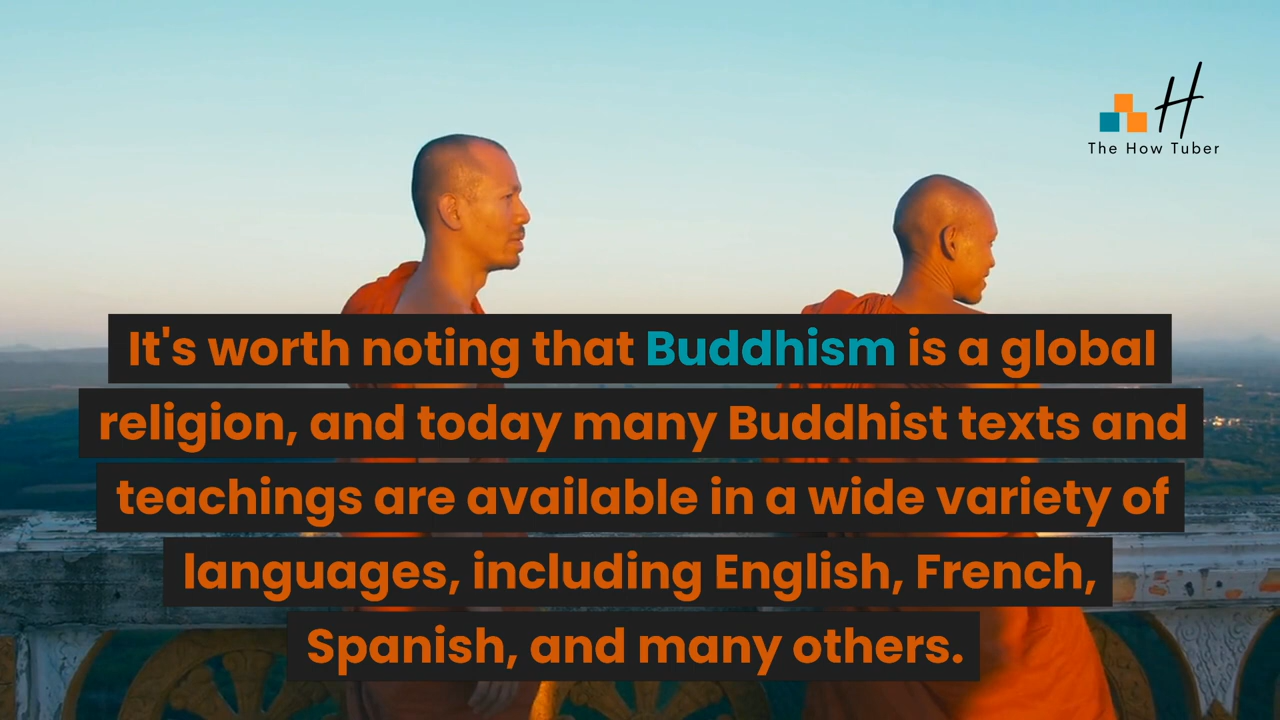 H
The How Tuber
It's worth noting that Buddhism is a global
religion, and today many Buddhist texts and
teachings are available in a wide variety of
languages, including English, French,
Spanish, and many others.